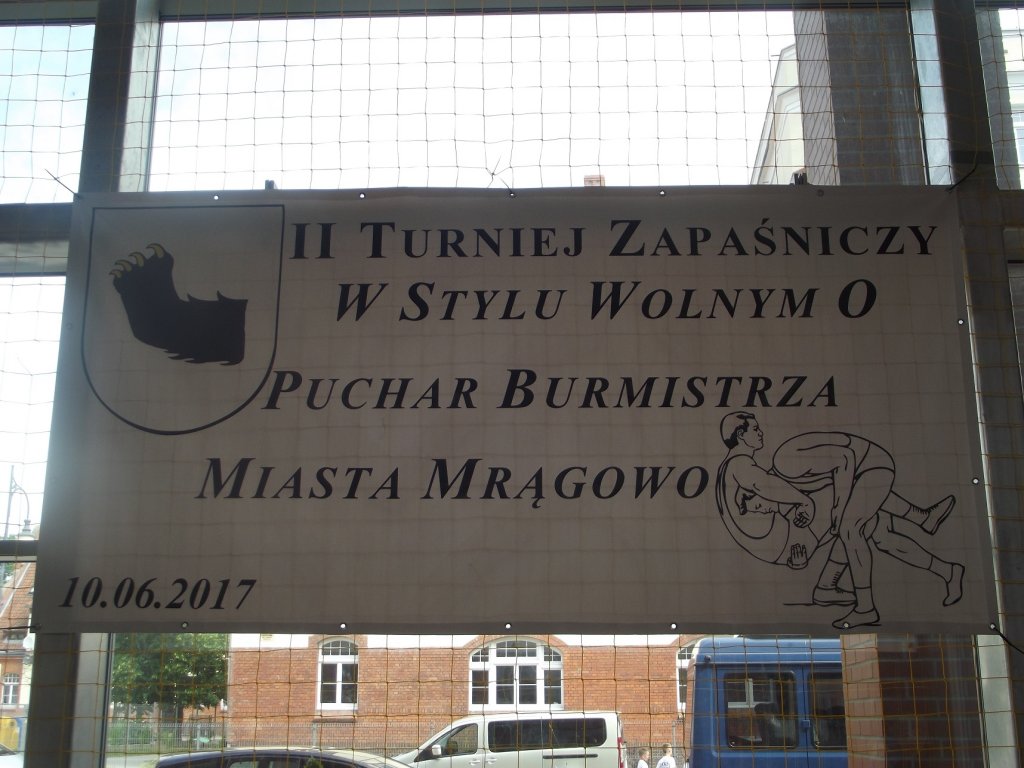 II TURNIEJ ZAPAŚNICZY
W STYLU WOLNYM O
PUCHAR BURMISTRZA
MIASTA MRĄGOWO
10.06.2017